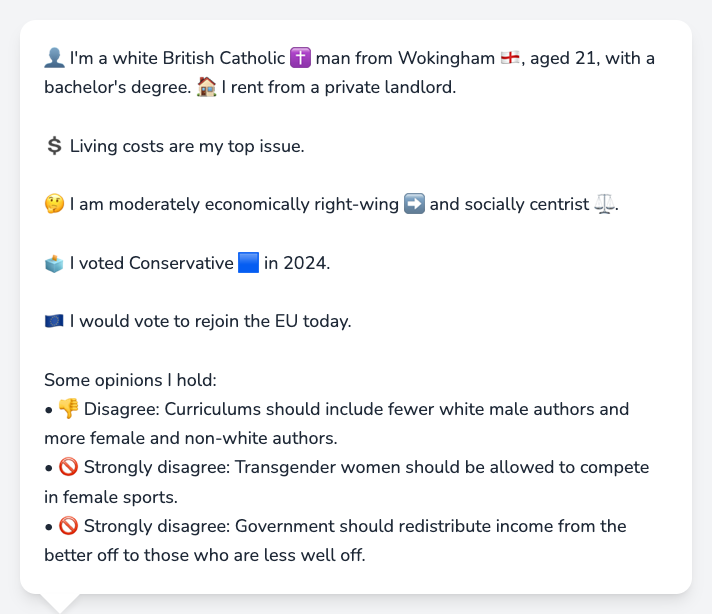 👤 I'm a white British Catholic ✝️ man from Wokingham 🏴󠁧󠁢󠁥󠁮󠁧󠁿, aged 21, with a
bachelor's degree. 🏠 I rent from a private landlord.
💲 Living costs are my top issue.
🤔 I am moderately economically right-wing ➡️ and socially centrist ⚖️.
🗳️ I voted Conservative 🟦 in 2024.
🇪🇺 I would vote to rejoin the EU today.
Some opinions I hold:
• 👎 Disagree: Curriculums should include fewer white male authors and
more female and non-white authors.
• 🚫 Strongly disagree: Transgender women should be allowed to compete
in female sports.
• 🚫 Strongly disagree: Government should redistribute income from the
better off to those who are less well off.